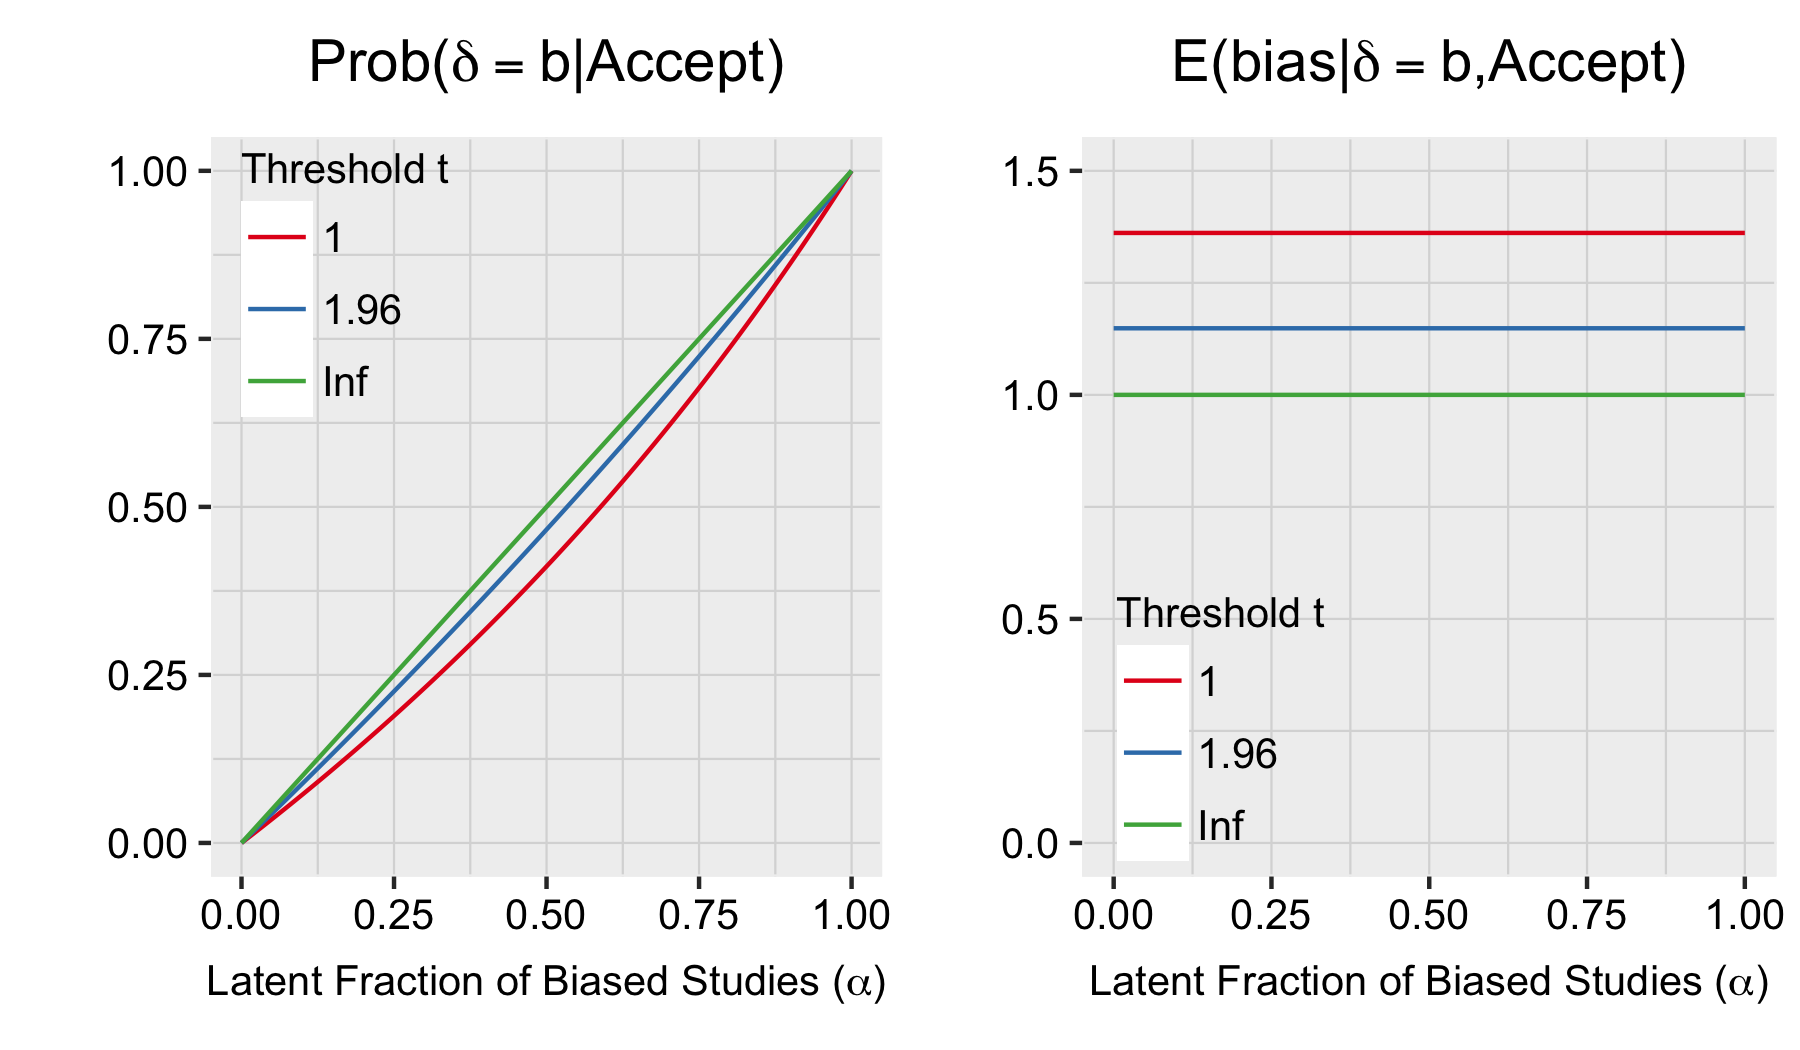 Prob(δ = b|Accept)
1.00
0.75
0.50
0.25
0.00
Threshold t
1
1.96
Inf
0.00 0.25 0.50 0.75 1.00
Latent Fraction of Biased Studies (α)
E(bias|δ = b,Accept)
1.5
1.0
0.5
0.0
Threshold t
1
1.96
Inf
0.00 0.25 0.50 0.75 1.00
Latent Fraction of Biased Studies (α)